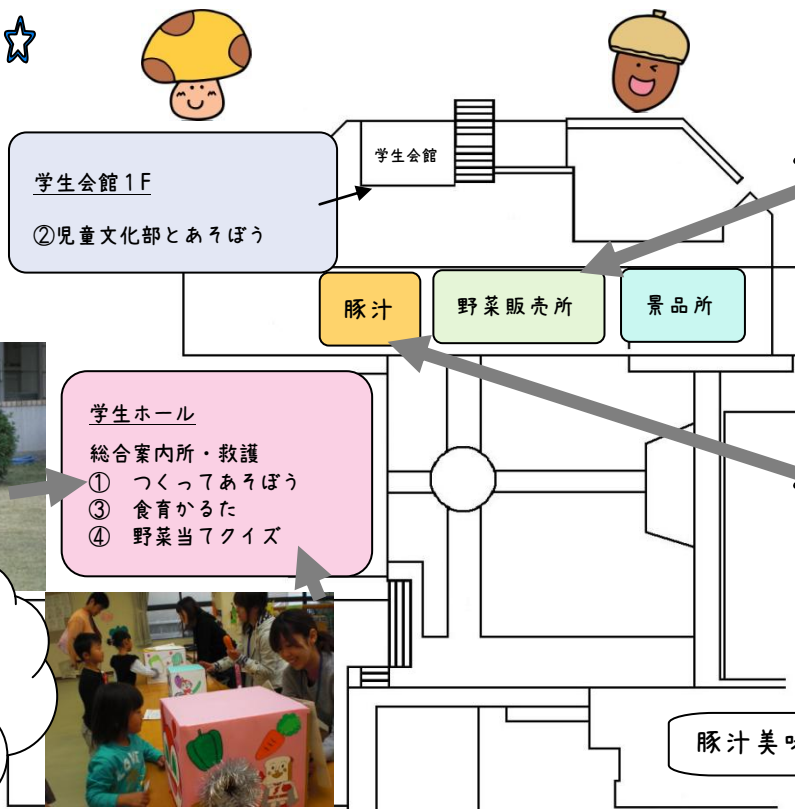 学生会館
学生会館1F
②児童文化部とあそぼう
豚汁
野菜販売所
景品所
学生ホール
総合案内所・救護
① つくってあそぼう
③ 食育かるた
④ 野菜当てクイズ
豚汁美